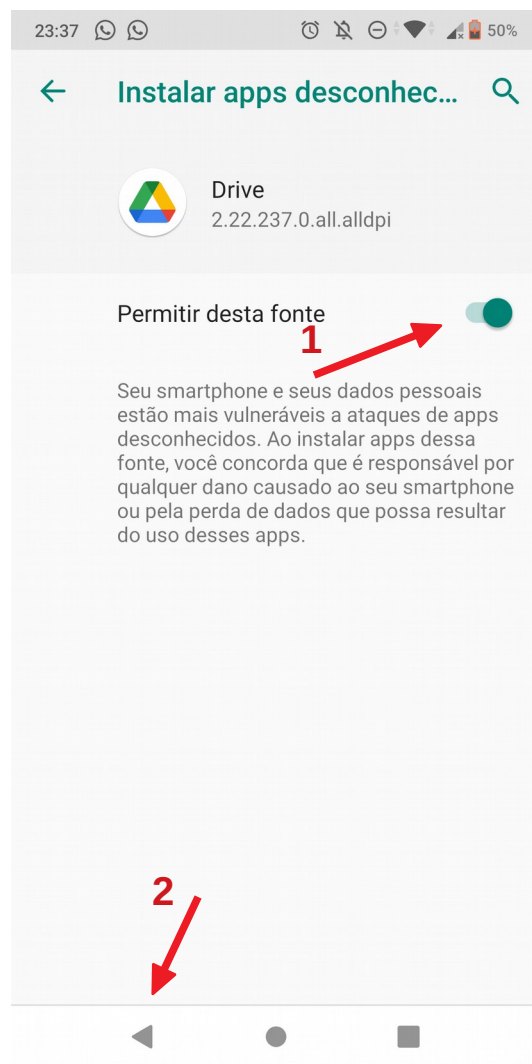 23:37 50%
Instalar apps desconhec...
Drive
2.22.237.0.all.alldpi
Permitir desta fonte
1
Seu smartphone e seus dados pessoais
estão mais vulneráveis a ataques de apps
desconhecidos. Ao instalar apps dessa
fonte, você concorda que é responsável por
qualquer dano causado ao seu smartphone
ou pela perda de dados que possa resultar
do uso desses apps.
2